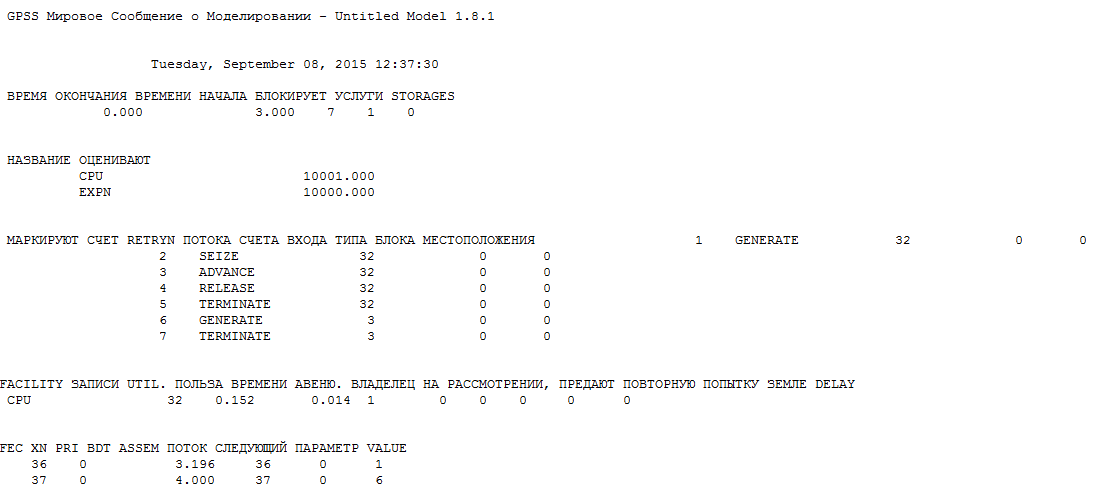 GPSS Мировое Сообщение о Моделировании - Untitled Model 1.8.1
Tuesday, September 08, 2015 12:37:30
ВРЕМЯ ОКОНЧАНИЯ ВРЕМЕНИ НАЧАЛА БЛОКИРУЕТ УСЛУГИ STORAGES
0.000 3.000 7 1 0
НАЗВАНИЕ ОЦЕНИВАЮТ
CPU 10001.000
EXPN 10000.000
МАРКИРУЮТ СЧЕТ RETRYN ПОТОКА СЧЕТА ВХОДА ТИПА БЛОКА МЕСТОПОЛОЖЕНИЯ 1 GENERATE 32 0 0
2 SEIZE 32 0 0
3 ADVANCE 32 0 0
4 RELEASE 32 0 0
5 TERMINATE 32 0 0
6 GENERATE 3 0 0
7 TERMINATE 3 0 0
FACILITY ЗАПИСИ UTIL. ПОЛЬЗА ВРЕМЕНИ АВЕНЮ. ВЛАДЕЛЕЦ НА РАССМОТРЕНИИ, ПРЕДАЮТ ПОВТОРНУЮ ПОПЫТКУ ЗЕМЛЕ DELAY
CPU 32 0.152 0.014 1 0 0 0 0 0
FEC XN PRI BDT ASSEM ПОТОК СЛЕДУЮЩИЙ ПАРАМЕТР VALUE
36 0 3.196 36 0 1
37 0 4.000 37 0 6